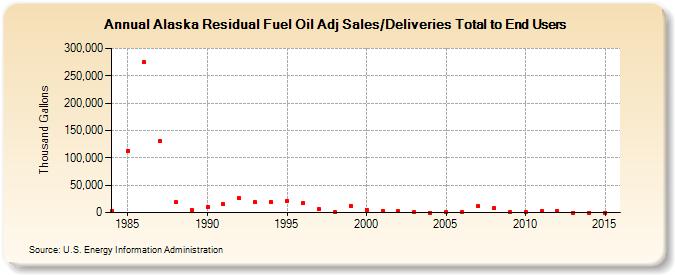 Annual Alaska Residual Fuel Oil Adj Sales/Deliveries Total to End Users
Thousand Gallons
300,000
250,000
200,000
150,000
100,000
50,000
0
1985 1990 1995 2000 2005 2010 2015
Source: U.S. Energy Information Administration